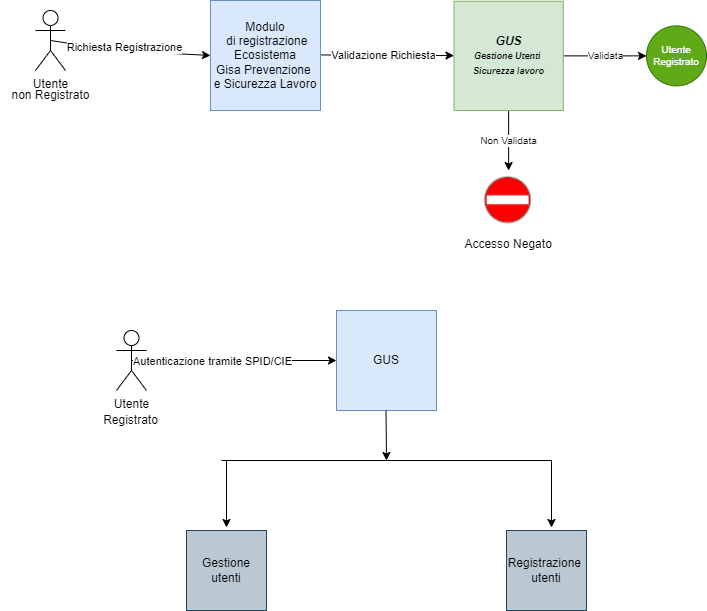 Utente
non Registrato
Richiesta Registrazione
Modulo
di registrazione
Ecosistema
Gisa Prevenzione
e Sicurezza Lavoro
Validazione Richiesta
GUS
Gestione Utenti
Sicurezza lavoro
Validata
Utente
Registrato
Non Validata
Accesso Negato
Utente
Registrato
Autenticazione tramite SPID/CIE
GUS
Gestione
utenti
Registrazione
utenti